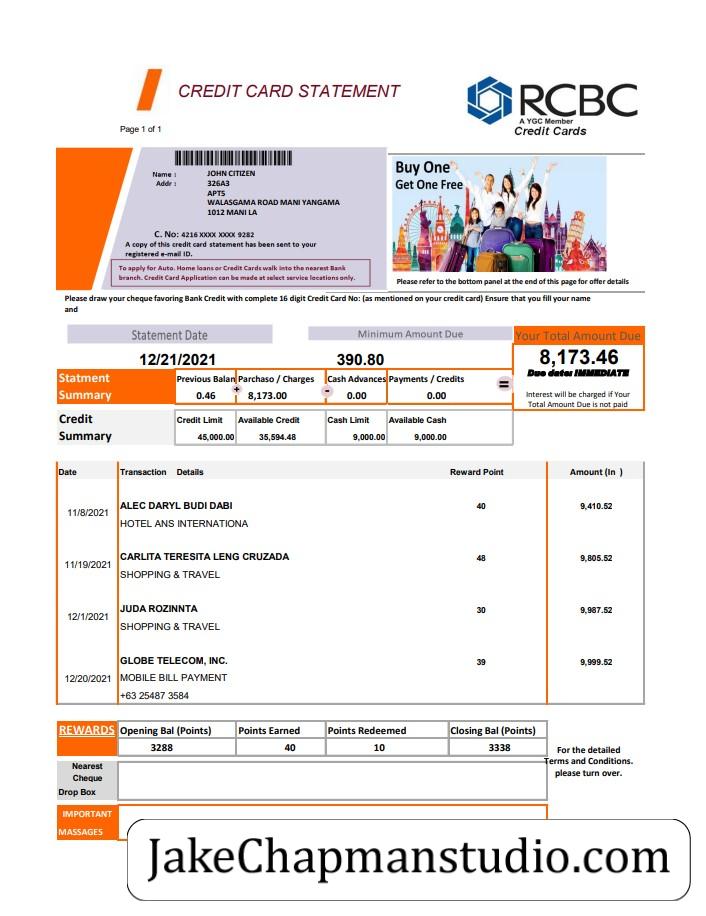 CREDIT CARD STATEMENT
RCBC
A YGC Member
Credit Cards
Page 1 of 1
Name : JOHN CITIZEN
Addr : 326A3
APT5
WALASGAMA ROAD MANI YANGAMA
1012 MANI LA
C. No: 4216 XXXX XXXX 9282
A copy of this credit card statement has been sent to your
registered e-mail ID.
To apply for Auto. Home loans or Credit Cards walk into the nearest Bank
branch. Credit Card Application can be made at select service locations only.
Buy One
Get One Free
Please refer to the bottom panel at the end of this page for offer details
Please draw your cheque favoring Bank Credit with complete 16 digit Credit Card No: (as mentioned on your credit card) Ensure that you fill your name
and
Statement Date Minimum Amount Due Your Total Amount Due
12/21/2021 390.80 8,173.46
Due date: IMMEDIATE
Interest will be charged if Your
Total Amount Due is not paid
Statment
Summary
Previous Balan Parchaso / Charges Cash Advances Payments / Credits
0.46 + 8,173.00 - 0.00 0.00 =
Credit
Summary
Credit Limit Available Credit Cash Limit Available Cash
45,000.00 35,594.48 9,000.00 9,000.00
Date Transaction Details Reward Point Amount (In )
11/8/2021 ALEC DARYL BUDI DABI 40 9,410.52
HOTEL ANS INTERNATIONA
11/19/2021 CARLITA TERESITA LENG CRUZADA 48 9,805.52
SHOPPING & TRAVEL
12/1/2021 JUDA ROZINNTA 30 9,987.52
SHOPPING & TRAVEL
12/20/2021 GLOBE TELECOM, INC. 39 9,999.52
MOBILE BILL PAYMENT
+63 25487 3584
REWARDS Opening Bal (Points) Points Earned Points Redeemed Closing Bal (Points)
3288 40 10 3338
For the detailed
Terms and Conditions.
please turn over.
Nearest
Cheque
Drop Box
IMPORTANT
MASSAGES
JakeChapmanstudio.com